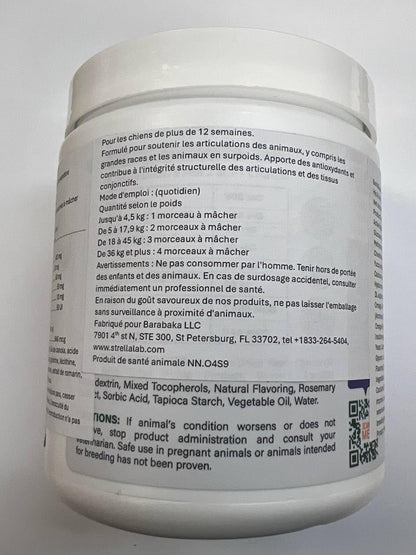 Pour les chiens de plus de 12 semaines.
Formulé pour soutenir les articulations des animaux, y compris les
grandes races et les animaux en surpoids. Apporte des antioxydants et
contribue à l'intégrité structurelle des articulations et des tissus
conjonctifs.
Mode d'emploi : (quotidien)
Quantité selon le poids
Jusqu'à 4,5 kg : 1 morceau à mâcher
De 5 à 17,9 kg : 2 morceaux à mâcher
De 18 à 45 kg : 3 morceaux à mâcher
De 36 kg et plus : 4 morceaux à mâcher
Avertissements : Ne pas consommer par l'homme. Tenir hors de portée
des enfants et des animaux. En cas de surdosage accidentel, consulter
immédiatement un professionnel de santé.
En raison du goût savoureux de nos produits, ne pas laisser l'emballage
sans surveillance à proximité d'animaux.
Fabriqué pour Barabaka LLC
7901 4th st N, STE 300, St Petersburg, FL 33702, tel +1833-264-5404,
www.strellalab.com
Produit de santé animale NN.O4S9
dextrin, Mixed Tocopherols, Natural Flavoring, Rosemary
ct, Sorbic Acid, Tapioca Starch, Vegetable Oil, Water.
TIONS: If animal's condition worsens or does not
ve, stop product administration and consult your
terinarian. Safe use in pregnant animals or animals intended
for breeding has not been proven.